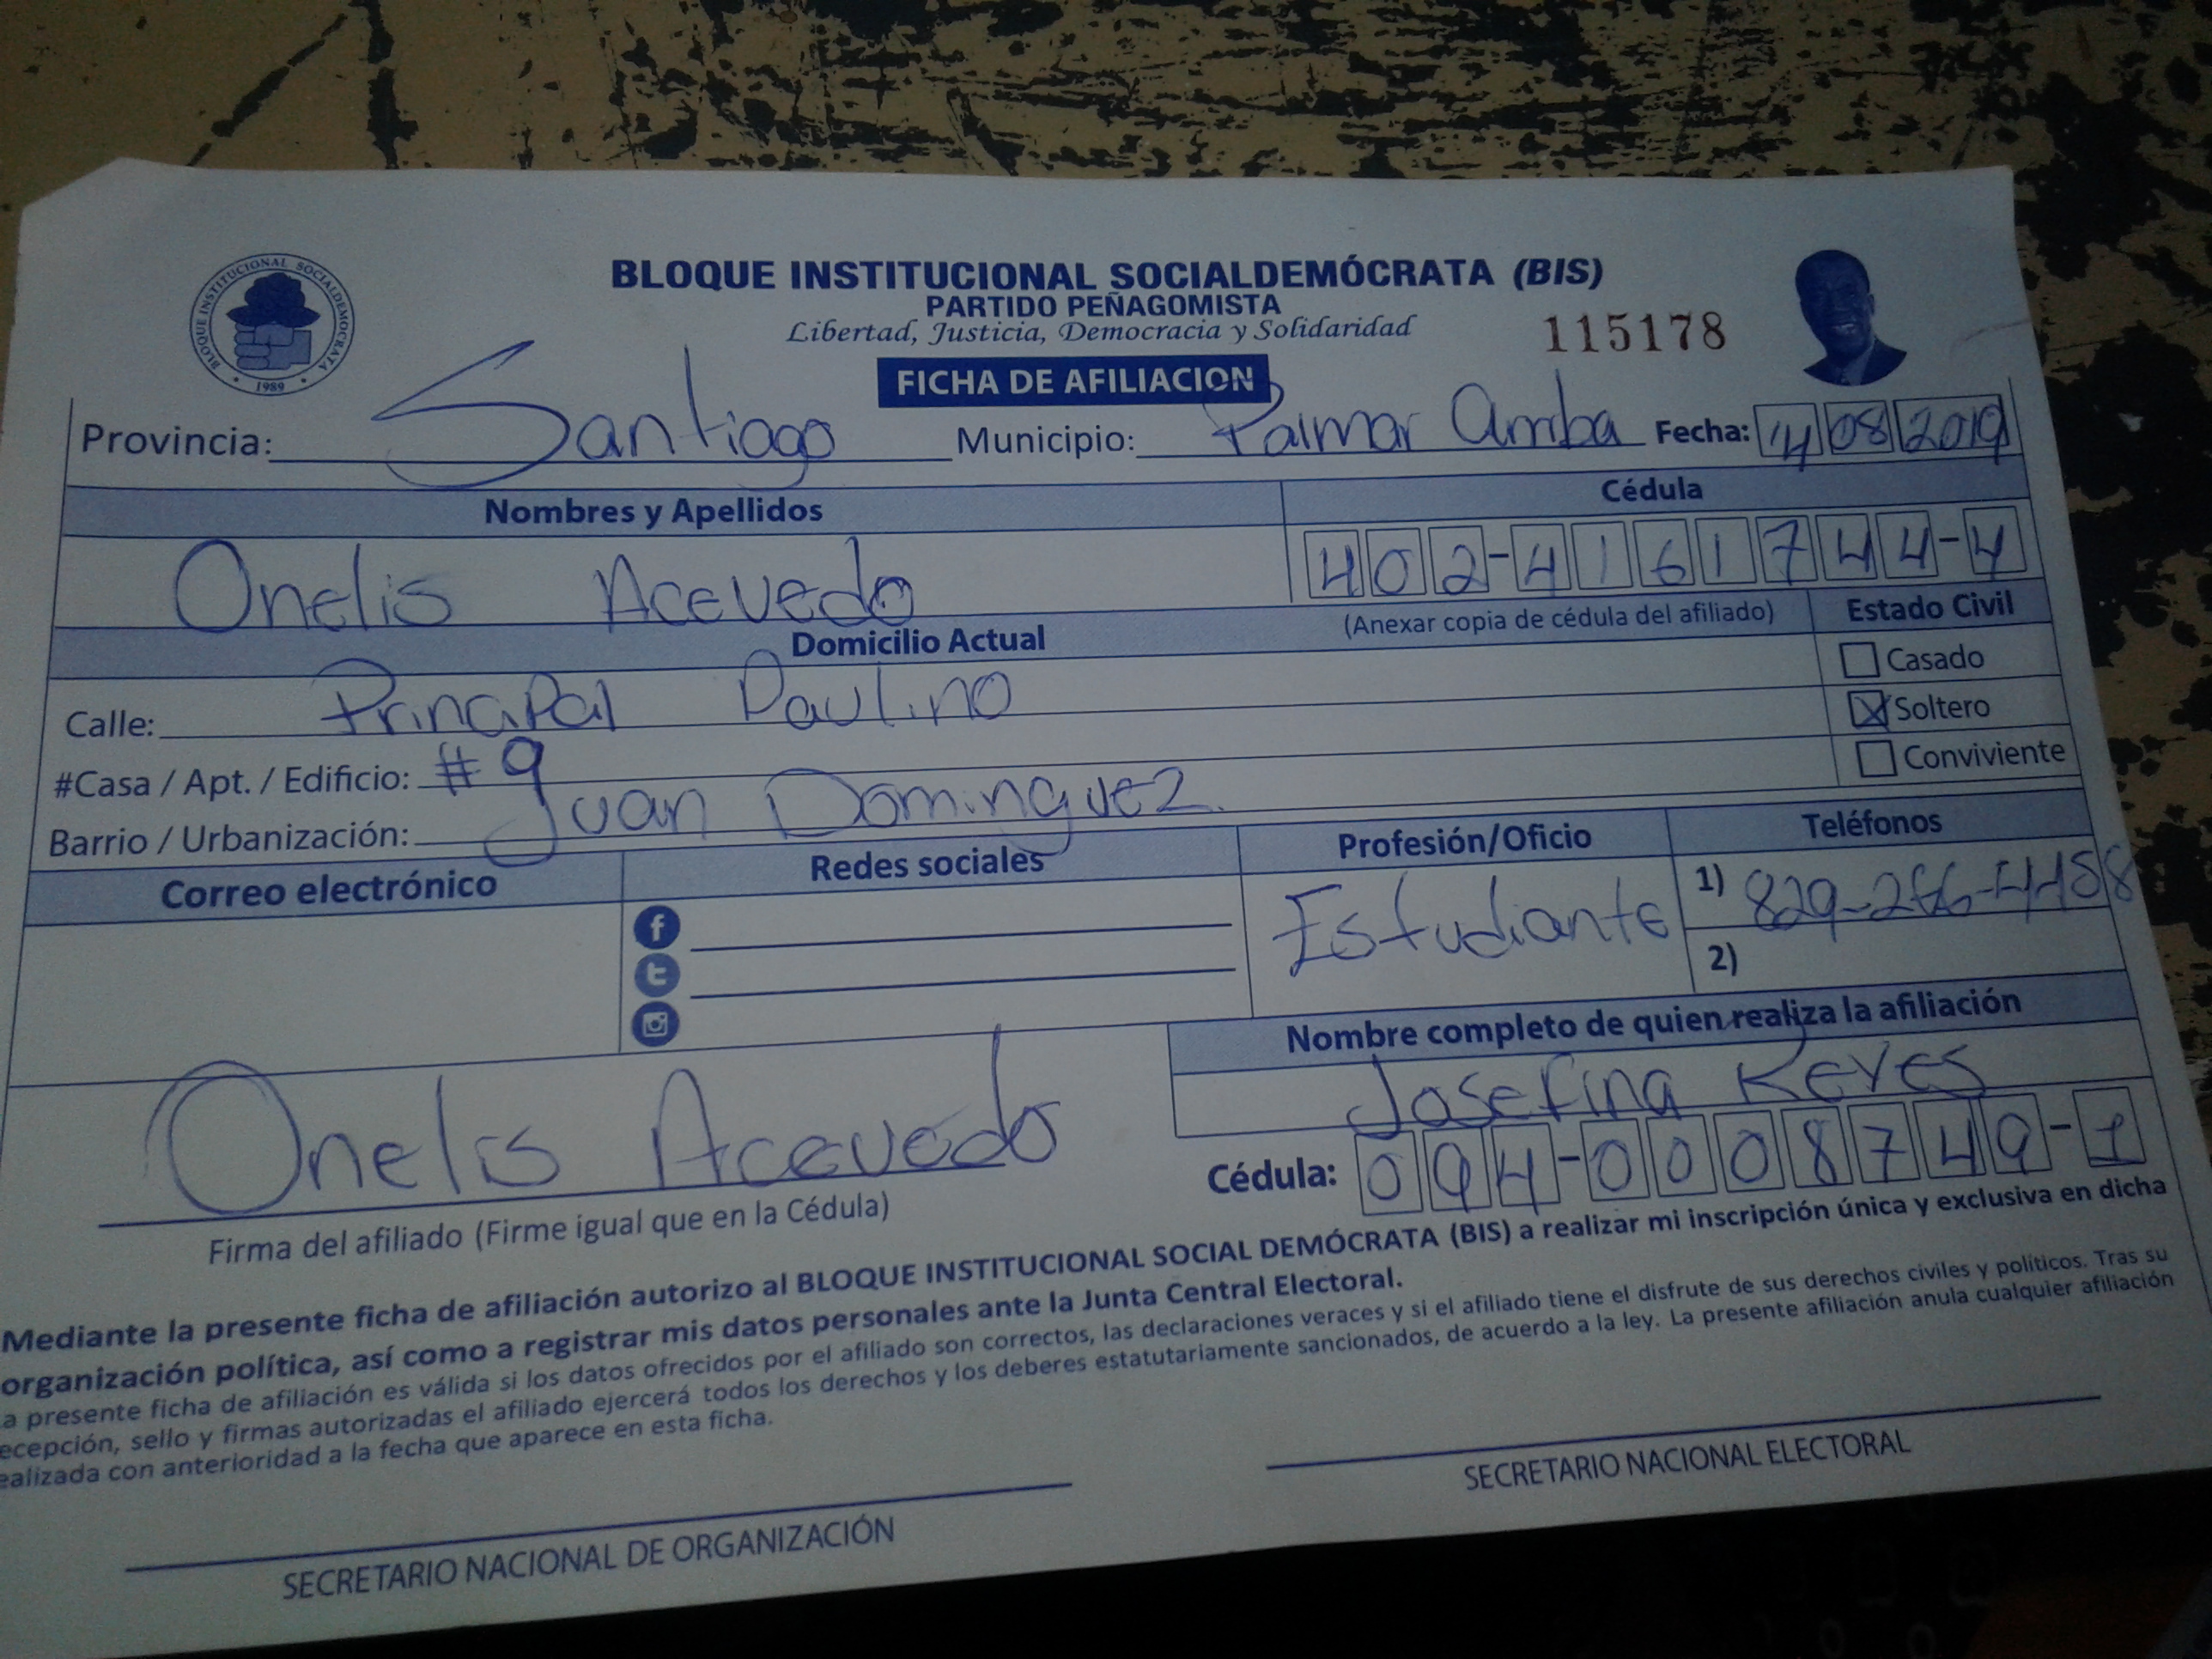 BLOQUE INSTITUCIONAL SOCIALDEMOCRATA
1989
BLOQUE INSTITUCIONAL SOCIALDEMÓCRATA (BIS)
PARTIDO PEÑAGOMISTA
Libertad, Justicia, Democracia y Solidaridad
115178
FICHA DE AFILIACION
Provincia: Santiago Municipio: Palmar Arriba Fecha: 14 08 2019
Nombres y Apellidos Cédula
Onelis Acevedo 402-4161744-4
Domicilio Actual (Anexar copia de cédula del afiliado) Estado Civil
Casado
Calle: Principal Paulino
Soltero
#Casa / Apt. / Edificio: #9
Conviviente
Barrio / Urbanización: Juan Dominguez
Correo electrónico Redes sociales Profesión/Oficio Teléfonos
Estudiante 1) 829-266-4458
2)
Nombre completo de quien realiza la afiliación
Josefina Reyes
Onelis Acevedo
Cédula: 094-0008749-1
Firma del afiliado (Firme igual que en la Cédula)
Mediante la presente ficha de afiliación autorizo al BLOQUE INSTITUCIONAL SOCIAL DEMÓCRATA (BIS) a realizar mi inscripción única y exclusiva en dicha
organización política, así como a registrar mis datos personales ante la Junta Central Electoral.
a presente ficha de afiliación es válida si los datos ofrecidos por el afiliado son correctos, las declaraciones veraces y si el afiliado tiene el disfrute de sus derechos civiles y políticos. Tras su
ecepción, sello y firmas autorizadas el afiliado ejercerá todos los derechos y los deberes estatutariamente sancionados, de acuerdo a la ley. La presente afiliación anula cualquier afiliación
ealizada con anterioridad a la fecha que aparece en esta ficha.
SECRETARIO NACIONAL DE ORGANIZACIÓN
SECRETARIO NACIONAL ELECTORAL